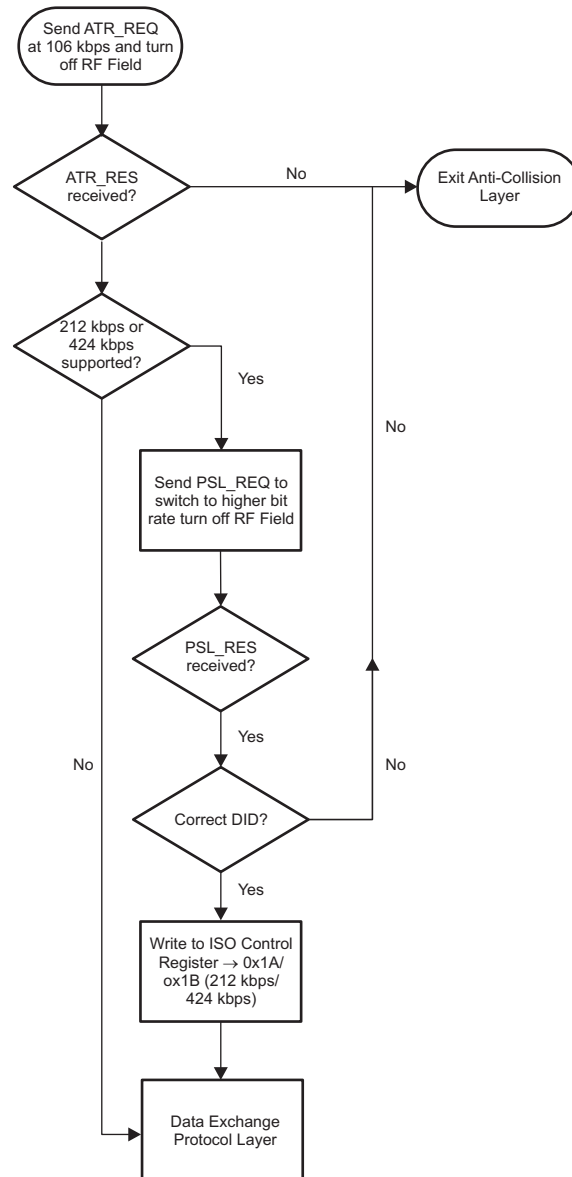 Send ATR_REQ
at 106 kbps and turn
off RF Field
ATR_RES
received?
No
Exit Anti-Collision
Layer
212 kbps or
424 kbps
supported?
Yes
No
Send PSL_REQ to
switch to higher bit
rate turn off RF Field
PSL_RES
received?
No
Yes
No
Correct DID?
Yes
Write to ISO Control
Register → 0x1A/
ox1B (212 kbps/
424 kbps)
Data Exchange
Protocol Layer